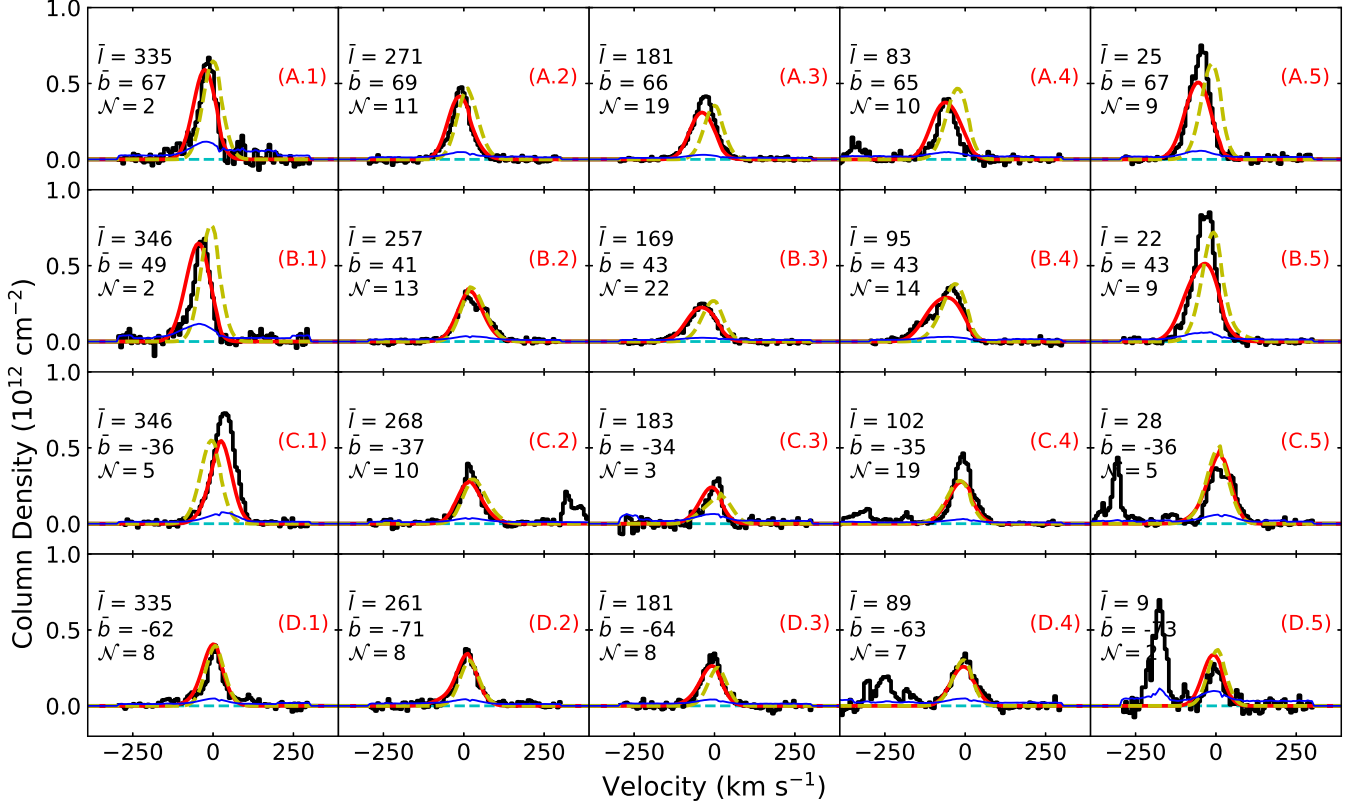 1.0
l̄ = 335
b̄ = 67
𝒩 = 2
(A.1)
l̄ = 271
b̄ = 69
𝒩 = 11
(A.2)
l̄ = 181
b̄ = 66
𝒩 = 19
(A.3)
l̄ = 83
b̄ = 65
𝒩 = 10
(A.4)
l̄ = 25
b̄ = 67
𝒩 = 9
(A.5)
0.5
0.0
1.0
l̄ = 346
b̄ = 49
𝒩 = 2
(B.1)
l̄ = 257
b̄ = 41
𝒩 = 13
(B.2)
l̄ = 169
b̄ = 43
𝒩 = 22
(B.3)
l̄ = 95
b̄ = 43
𝒩 = 14
(B.4)
l̄ = 22
b̄ = 43
𝒩 = 9
(B.5)
0.5
0.0
1.0
l̄ = 346
b̄ = -36
𝒩 = 5
(C.1)
l̄ = 268
b̄ = -37
𝒩 = 10
(C.2)
l̄ = 183
b̄ = -34
𝒩 = 3
(C.3)
l̄ = 102
b̄ = -35
𝒩 = 19
(C.4)
l̄ = 28
b̄ = -36
𝒩 = 5
(C.5)
0.5
0.0
1.0
l̄ = 335
b̄ = -62
𝒩 = 8
(D.1)
l̄ = 261
b̄ = -71
𝒩 = 8
(D.2)
l̄ = 181
b̄ = -64
𝒩 = 8
(D.3)
l̄ = 89
b̄ = -63
𝒩 = 7
(D.4)
l̄ = 9
b̄ =
𝒩 =
(D.5)
0.5
0.0
−250 0 250 −250 0 250 −250 0 250 −250 0 250 −250 0 250
Velocity (km s⁻¹)
Column Density (10¹² cm⁻²)